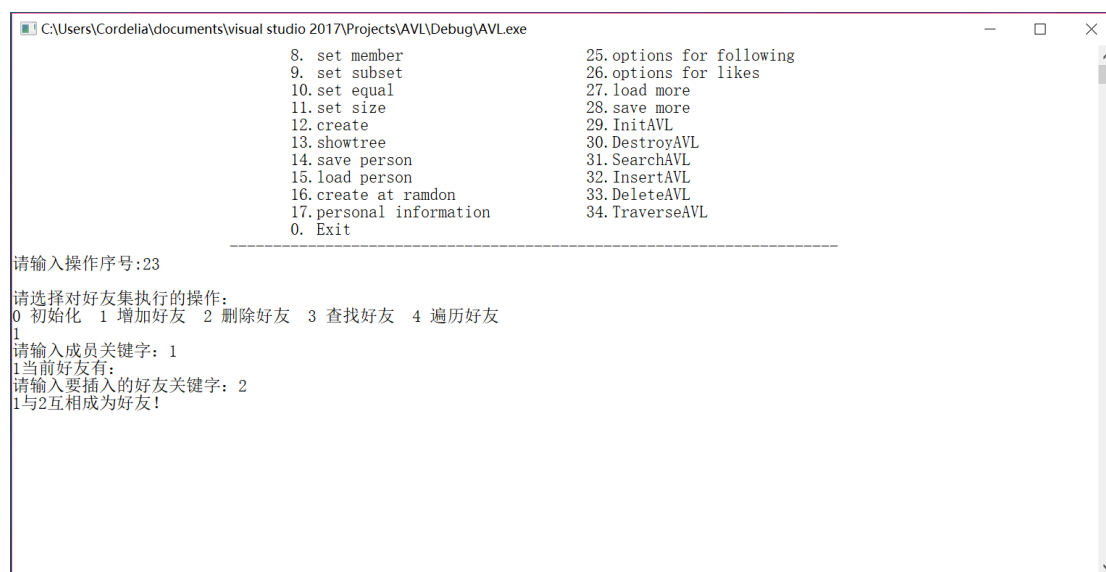 C:\Users\Cordelia\documents\visual studio 2017\Projects\AVL\Debug\AVL.exe
8. set member 25.options for following
9. set subset 26.options for likes
10.set equal 27.load more
11.set size 28.save more
12.create 29.InitAVL
13.showtree 30.DestroyAVL
14.save person 31.SearchAVL
15.load person 32.InsertAVL
16.create at ramdon 33.DeleteAVL
17.personal information 34.TraverseAVL
0. Exit
----------------------------------------------------------------------
请输入操作序号:23
请选择对好友集执行的操作:
0 初始化 1 增加好友 2 删除好友 3 查找好友 4 遍历好友
1
请输入成员关键字: 1
1当前好友有:
请输入要插入的好友关键字: 2
1与2互相成为好友!